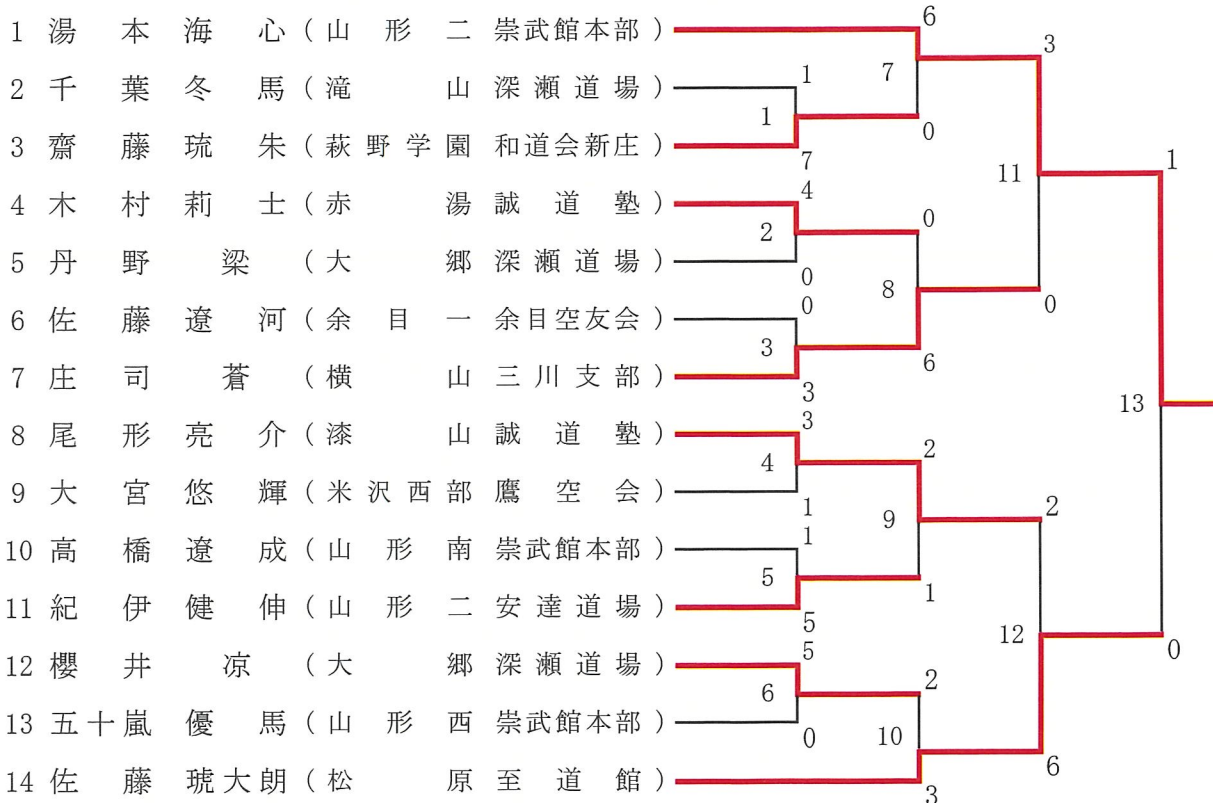 1 湯本海心(山形二 崇武館本部)
2 千葉冬馬(滝山 深瀬道場)
3 齋藤琉朱(萩野学園 和道会新庄)
4 木村莉士(赤湯 誠道塾)
5 丹野梁(大郷 深瀬道場)
6 佐藤遼河(余目一 余目空友会)
7 庄司蒼(横山 三川支部)
8 尾形亮介(漆山 誠道塾)
9 大宮悠輝(米沢西部 鷹空会)
10 高橋遼成(山形南 崇武館本部)
11 紀伊健伸(山形二 安達道場)
12 櫻井凉(大郷 深瀬道場)
13 五十嵐優馬(山形西 崇武館本部)
14 佐藤琥大朗(松原 至道館)
1
1
7
4
2
0
0
3
3
3
4
1
1
5
5
5
6
0
6
7
0
0
8
6
2
9
1
2
10
3
3
11
0
2
12
6
1
13
0